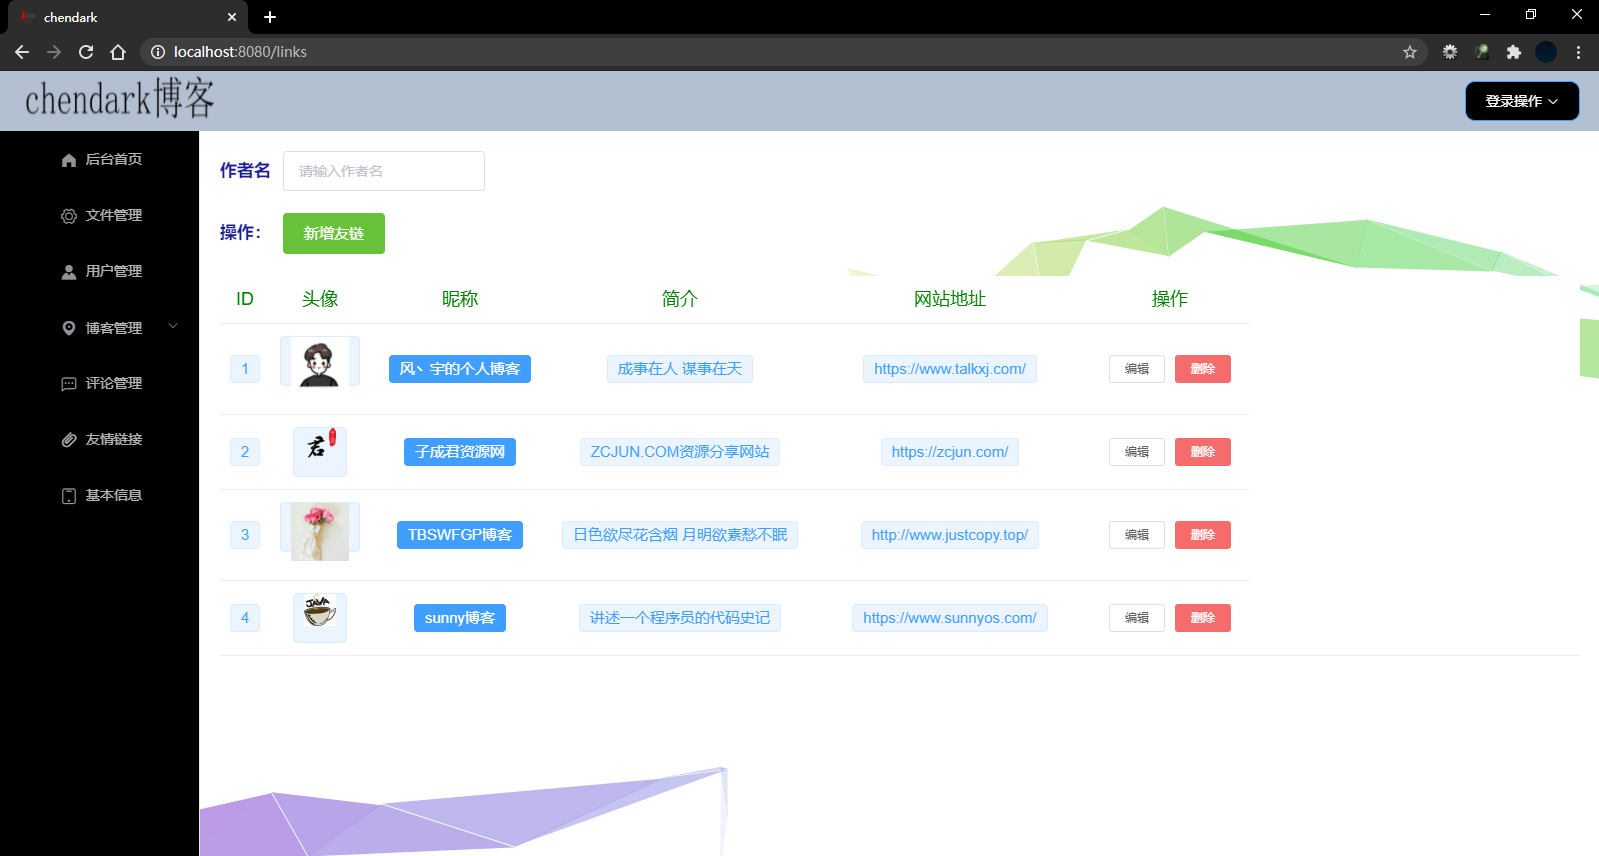 chendark
localhost:8080/links
chendark博客
登录操作
后台首页
文件管理
用户管理
博客管理
评论管理
友情链接
基本信息
作者名 请输入作者名
操作： 新增友链
ID 头像 昵称 简介 网站地址 操作
1 风丶宇的个人博客 成事在人 谋事在天 https://www.talkxj.com/ 编辑 删除
2 君 子成君资源网 ZCJUN.COM资源分享网站 https://zcjun.com/ 编辑 删除
3 TBSWFGP博客 日色欲尽花含烟 月明欲素愁不眠 http://www.justcopy.top/ 编辑 删除
4 JAVA sunny博客 讲述一个程序员的代码史记 https://www.sunnyos.com/ 编辑 删除